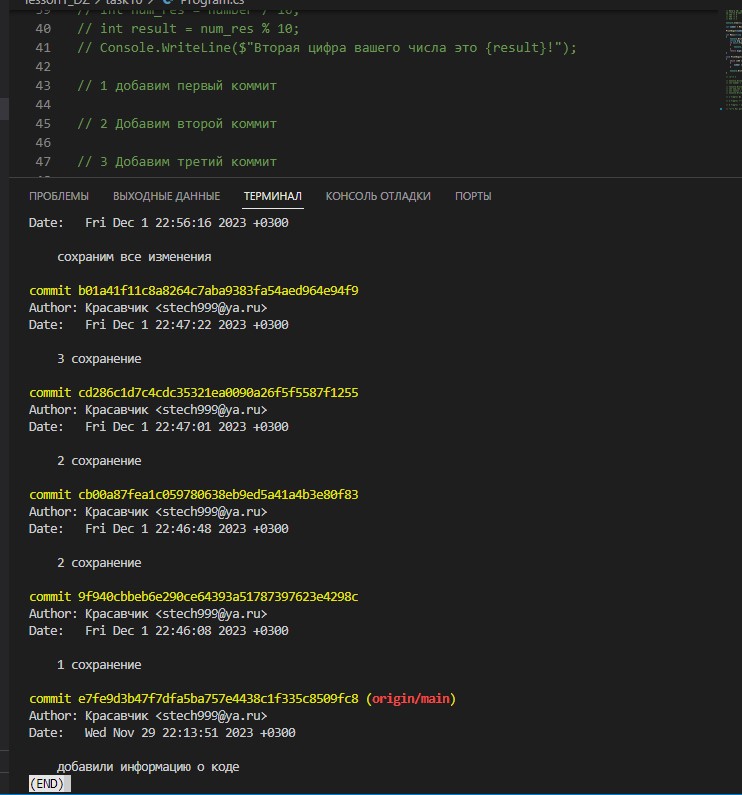 lesson1_DZ > task10 > Program.cs
39 // int num_res = number / 10;
40 // int result = num_res % 10;
41 // Console.WriteLine($"Вторая цифра вашего числа это {result}!");
42
43 // 1 добавим первый коммит
44
45 // 2 Добавим второй коммит
46
47 // 3 Добавим третий коммит
ПРОБЛЕМЫ ВЫХОДНЫЕ ДАННЫЕ ТЕРМИНАЛ КОНСОЛЬ ОТЛАДКИ ПОРТЫ
Date: Fri Dec 1 22:56:16 2023 +0300
сохраним все изменения
commit b01a41f11c8a8264c7aba9383fa54aed964e94f9
Author: Красавчик <stech999@ya.ru>
Date: Fri Dec 1 22:47:22 2023 +0300
3 сохранение
commit cd286c1d7c4cdc35321ea0090a26f5f5587f1255
Author: Красавчик <stech999@ya.ru>
Date: Fri Dec 1 22:47:01 2023 +0300
2 сохранение
commit cb00a87fea1c059780638eb9ed5a41a4b3e80f83
Author: Красавчик <stech999@ya.ru>
Date: Fri Dec 1 22:46:48 2023 +0300
2 сохранение
commit 9f940cbbeb6e290ce64393a51787397623e4298c
Author: Красавчик <stech999@ya.ru>
Date: Fri Dec 1 22:46:08 2023 +0300
1 сохранение
commit e7fe9d3b47f7dfa5ba757e4438c1f335c8509fc8 (origin/main)
Author: Красавчик <stech999@ya.ru>
Date: Wed Nov 29 22:13:51 2023 +0300
добавили информацию о коде
(END)